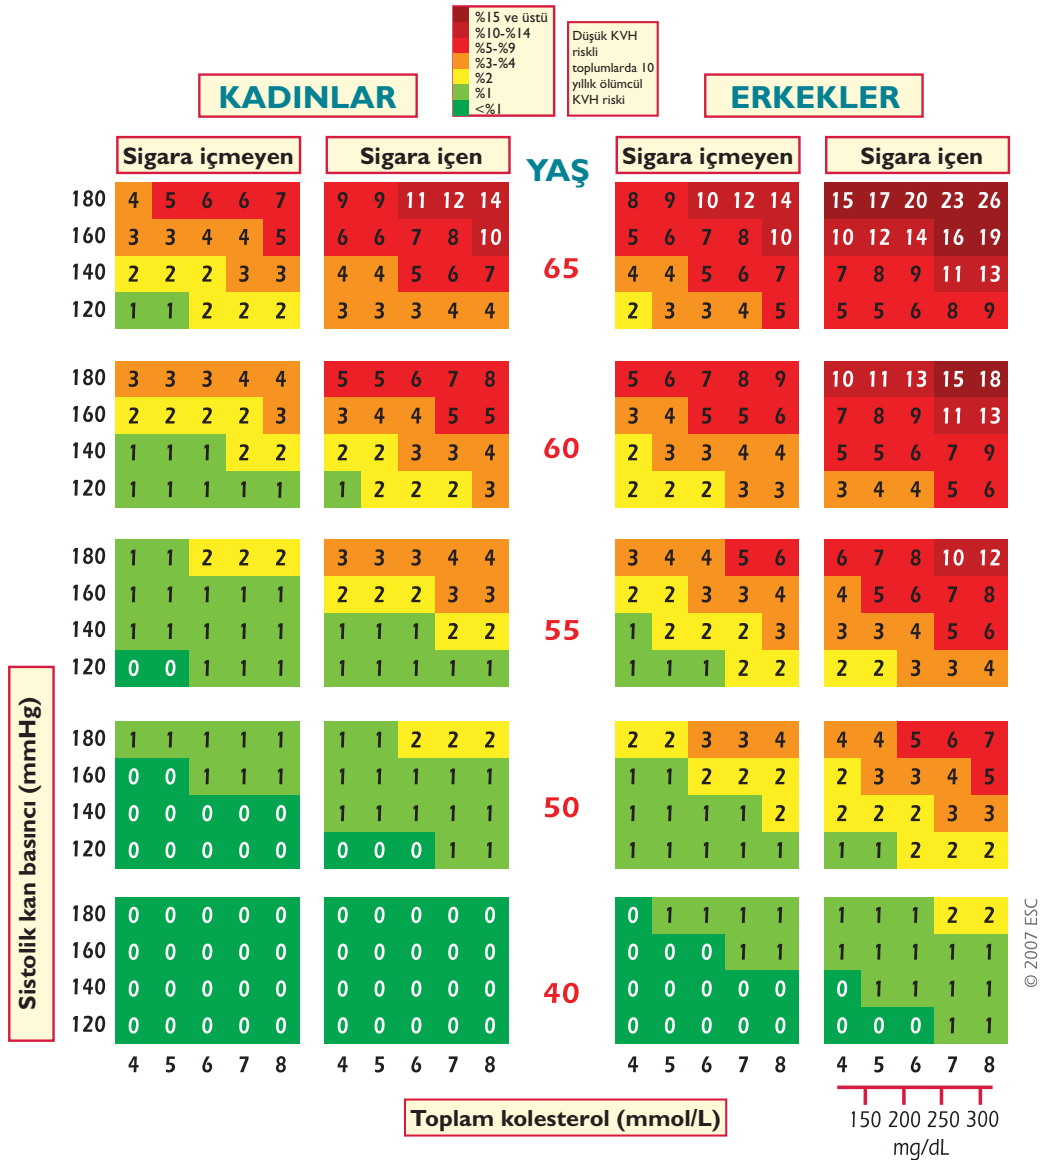 %15 ve üstü
%10-%14
%5-%9
%3-%4
%2
%1
<%1
Düşük KVH
riskli
toplumlarda 10
yıllık ölümcül
KVH riski
KADINLAR
ERKEKLER
Sigara içmeyen
Sigara içen
YAŞ
Sigara içmeyen
Sigara içen
180 4 5 6 6 7 9 9 11 12 14 8 9 10 12 14 15 17 20 23 26
160 3 3 4 4 5 6 6 7 8 10 5 6 7 8 10 10 12 14 16 19
65
140 2 2 2 3 3 4 4 5 6 7 4 4 5 6 7 7 8 9 11 13
120 1 1 2 2 2 3 3 3 4 4 2 3 3 4 5 5 5 6 8 9
180 3 3 3 4 4 5 5 6 7 8 5 6 7 8 9 10 11 13 15 18
160 2 2 2 2 3 3 4 4 5 5 3 4 5 5 6 7 8 9 11 13
60
140 1 1 1 2 2 2 2 3 3 4 2 3 3 4 4 5 5 6 7 9
120 1 1 1 1 1 1 2 2 2 3 2 2 2 3 3 3 4 4 5 6
180 1 1 2 2 2 3 3 3 4 4 3 4 4 5 6 6 7 8 10 12
160 1 1 1 1 1 2 2 2 3 3 2 2 3 3 4 4 5 6 7 8
55
140 1 1 1 1 1 1 1 1 2 2 1 2 2 2 3 3 3 4 5 6
120 0 0 1 1 1 1 1 1 1 1 1 1 1 2 2 2 2 3 3 4
180 1 1 1 1 1 1 1 2 2 2 2 2 3 3 4 4 4 5 6 7
160 0 0 1 1 1 1 1 1 1 1 1 1 2 2 2 2 3 3 4 5
50
140 0 0 0 0 0 1 1 1 1 1 1 1 1 1 2 2 2 2 3 3
120 0 0 0 0 0 0 0 0 1 1 1 1 1 1 1 1 1 2 2 2
180 0 0 0 0 0 0 0 0 0 0 0 1 1 1 1 1 1 1 2 2
160 0 0 0 0 0 0 0 0 0 0 0 0 0 1 1 1 1 1 1 1
40
140 0 0 0 0 0 0 0 0 0 0 0 0 0 0 0 0 1 1 1 1
120 0 0 0 0 0 0 0 0 0 0 0 0 0 0 0 0 0 0 1 1
4 5 6 7 8 4 5 6 7 8 4 5 6 7 8 4 5 6 7 8
Sistolik kan basıncı (mmHg)
Toplam kolesterol (mmol/L)
150 200 250 300
mg/dL
© 2007 ESC